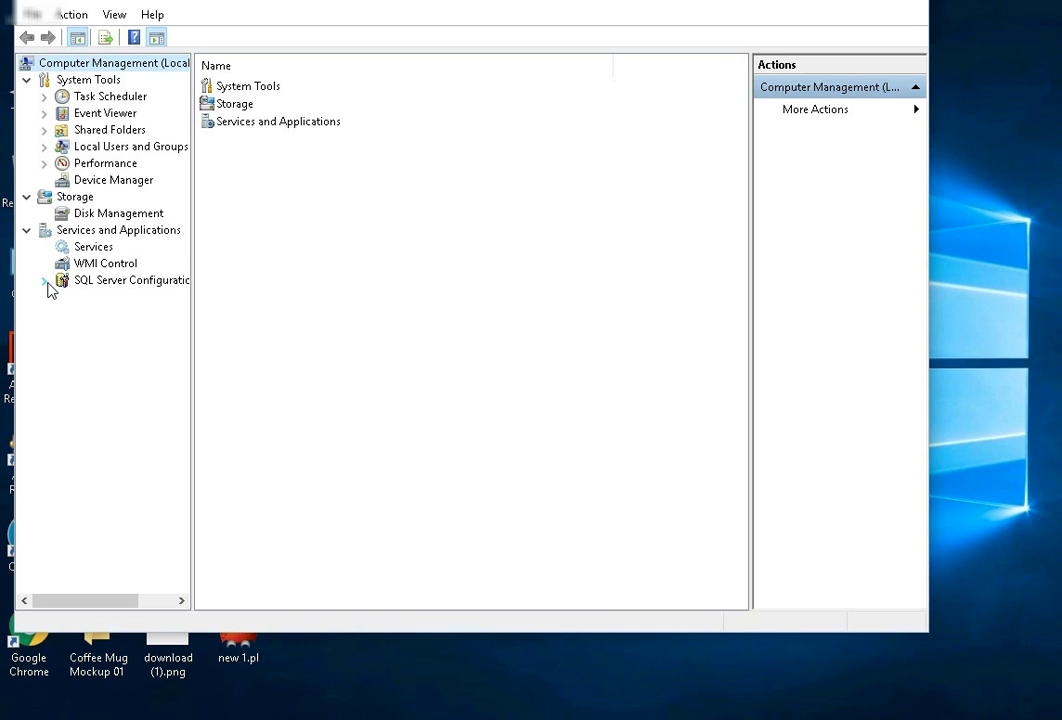 Action View Help
Computer Management (Local
System Tools
Task Scheduler
Event Viewer
Shared Folders
Local Users and Groups
Performance
Device Manager
Storage
Disk Management
Services and Applications
Services
WMI Control
SQL Server Configuratic
Name
System Tools
Storage
Services and Applications
Actions
Computer Management (L...
More Actions
Re
Google
Chrome
Coffee Mug
Mockup 01
download
(1).png
new 1.pl